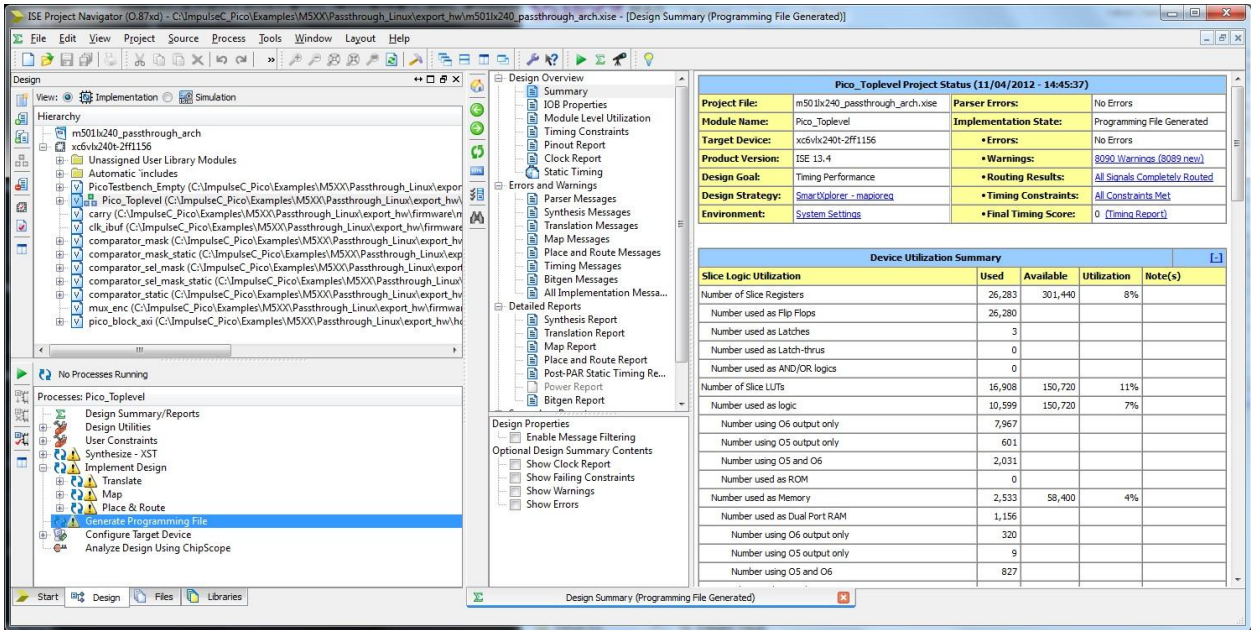 ISE Project Navigator (O.87xd) - C:\ImpulseC_Pico\Examples\M5XX\Passthrough_Linux\export_hw\m501lx240_passthrough_arch.xise - [Design Summary (Programming File Generated)]
File Edit View Project Source Process Tools Window Layout Help
Design
View: Implementation Simulation
Hierarchy
m501lx240_passthrough_arch
xc6vlx240t-2ff1156
Unassigned User Library Modules
Automatic `includes
PicoTestbench_Empty (C:\ImpulseC_Pico\Examples\M5XX\Passthrough_Linux\expor
Pico_Toplevel (C:\ImpulseC_Pico\Examples\M5XX\Passthrough_Linux\export_hw\
carry (C:\ImpulseC_Pico\Examples\M5XX\Passthrough_Linux\export_hw\firmware\m
clk_ibuf (C:\ImpulseC_Pico\Examples\M5XX\Passthrough_Linux\export_hw\firmware
comparator_mask (C:\ImpulseC_Pico\Examples\M5XX\Passthrough_Linux\export_h
comparator_mask_static (C:\ImpulseC_Pico\Examples\M5XX\Passthrough_Linux\exp
comparator_sel_mask (C:\ImpulseC_Pico\Examples\M5XX\Passthrough_Linux\expor
comparator_sel_mask_static (C:\ImpulseC_Pico\Examples\M5XX\Passthrough_Linux\
comparator_static (C:\ImpulseC_Pico\Examples\M5XX\Passthrough_Linux\export_hv
mux_enc (C:\ImpulseC_Pico\Examples\M5XX\Passthrough_Linux\export_hw\firmwar
pico_block_axi (C:\ImpulseC_Pico\Examples\M5XX\Passthrough_Linux\export_hw\hd
No Processes Running
Processes: Pico_Toplevel
Design Summary/Reports
Design Utilities
User Constraints
Synthesize - XST
Implement Design
Translate
Map
Place & Route
Generate Programming File
Configure Target Device
Analyze Design Using ChipScope
Start Design Files Libraries
Design Overview
Summary
IOB Properties
Module Level Utilization
Timing Constraints
Pinout Report
Clock Report
Static Timing
Errors and Warnings
Parser Messages
Synthesis Messages
Translation Messages
Map Messages
Place and Route Messages
Timing Messages
Bitgen Messages
All Implementation Messa...
Detailed Reports
Synthesis Report
Translation Report
Map Report
Place and Route Report
Post-PAR Static Timing Re...
Power Report
Bitgen Report
Design Properties
Enable Message Filtering
Optional Design Summary Contents
Show Clock Report
Show Failing Constraints
Show Warnings
Show Errors
Pico_Toplevel Project Status (11/04/2012 - 14:45:37)
Project File: m501lx240_passthrough_arch.xise Parser Errors: No Errors
Module Name: Pico_Toplevel Implementation State: Programming File Generated
Target Device: xc6vlx240t-2ff1156 •Errors: No Errors
Product Version: ISE 13.4 •Warnings: 8090 Warnings (8089 new)
Design Goal: Timing Performance •Routing Results: All Signals Completely Routed
Design Strategy: SmartXplorer - mapioreg •Timing Constraints: All Constraints Met
Environment: System Settings •Final Timing Score: 0 (Timing Report)
Device Utilization Summary [-]
Slice Logic Utilization Used Available Utilization Note(s)
Number of Slice Registers 26,283 301,440 8%
Number used as Flip Flops 26,280
Number used as Latches 3
Number used as Latch-thrus 0
Number used as AND/OR logics 0
Number of Slice LUTs 16,908 150,720 11%
Number used as logic 10,599 150,720 7%
Number using O6 output only 7,967
Number using O5 output only 601
Number using O5 and O6 2,031
Number used as ROM 0
Number used as Memory 2,533 58,400 4%
Number used as Dual Port RAM 1,156
Number using O6 output only 320
Number using O5 output only 9
Number using O5 and O6 827
Design Summary (Programming File Generated)